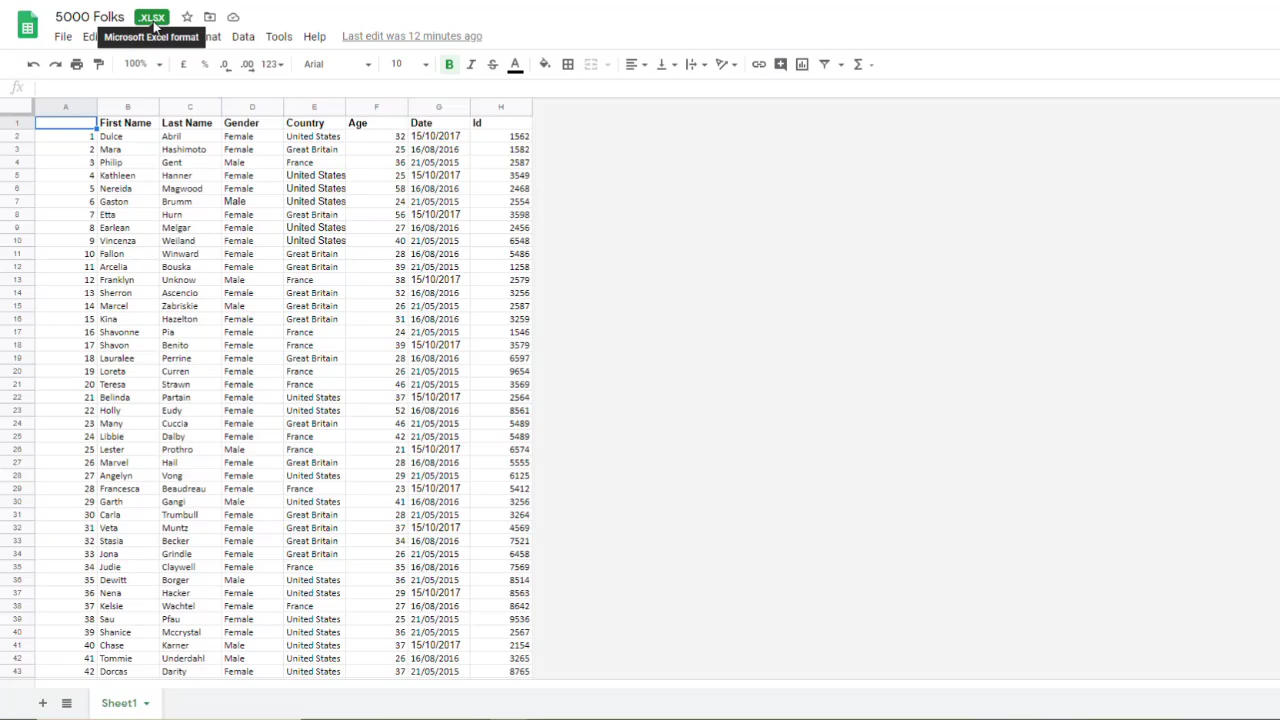 5000 Folks .XLSX
File Edi nat Data Tools Help Last edit was 12 minutes ago
Microsoft Excel format
100% £ % .0 .00 123 Arial 10 B I S A Σ
fx
A B C D E F G H
1 First Name Last Name Gender Country Age Date Id
2 1 Dulce Abril Female United States 32 15/10/2017 1562
3 2 Mara Hashimoto Female Great Britain 25 16/08/2016 1582
4 3 Philip Gent Male France 36 21/05/2015 2587
5 4 Kathleen Hanner Female United States 25 15/10/2017 3549
6 5 Nereida Magwood Female United States 58 16/08/2016 2468
7 6 Gaston Brumm Male United States 24 21/05/2015 2554
8 7 Etta Hurn Female Great Britain 56 15/10/2017 3598
9 8 Earlean Melgar Female United States 27 16/08/2016 2456
10 9 Vincenza Weiland Female United States 40 21/05/2015 6548
11 10 Fallon Winward Female Great Britain 28 16/08/2016 5486
12 11 Arcelia Bouska Female Great Britain 39 21/05/2015 1258
13 12 Franklyn Unknow Male France 38 15/10/2017 2579
14 13 Sherron Ascencio Female Great Britain 32 16/08/2016 3256
15 14 Marcel Zabriskie Male Great Britain 26 21/05/2015 2587
16 15 Kina Hazelton Female Great Britain 31 16/08/2016 3259
17 16 Shavonne Pia Female France 24 21/05/2015 1546
18 17 Shavon Benito Female France 39 15/10/2017 3579
19 18 Lauralee Perrine Female Great Britain 28 16/08/2016 6597
20 19 Loreta Curren Female France 26 21/05/2015 9654
21 20 Teresa Strawn Female France 46 21/05/2015 3569
22 21 Belinda Partain Female United States 37 15/10/2017 2564
23 22 Holly Eudy Female United States 52 16/08/2016 8561
24 23 Many Cuccia Female Great Britain 46 21/05/2015 5489
25 24 Libbie Dalby Female France 42 21/05/2015 5489
26 25 Lester Prothro Male France 21 15/10/2017 6574
27 26 Marvel Hail Female Great Britain 28 16/08/2016 5555
28 27 Angelyn Vong Female United States 29 21/05/2015 6125
29 28 Francesca Beaudreau Female France 23 15/10/2017 5412
30 29 Garth Gangi Male United States 41 16/08/2016 3256
31 30 Carla Trumbull Female Great Britain 28 21/05/2015 3264
32 31 Veta Muntz Female Great Britain 37 15/10/2017 4569
33 32 Stasia Becker Female Great Britain 34 16/08/2016 7521
34 33 Jona Grindle Female Great Britain 26 21/05/2015 6458
35 34 Judie Claywell Female France 35 16/08/2016 7569
36 35 Dewitt Borger Male United States 36 21/05/2015 8514
37 36 Nena Hacker Female United States 29 15/10/2017 8563
38 37 Kelsie Wachtel Female France 27 16/08/2016 8642
39 38 Sau Pfau Female United States 25 21/05/2015 9536
40 39 Shanice Mccrystal Female United States 36 21/05/2015 2567
41 40 Chase Karner Male United States 37 15/10/2017 2154
42 41 Tommie Underdahl Male United States 26 16/08/2016 3265
43 42 Dorcas Darity Female United States 37 21/05/2015 8765
Sheet1